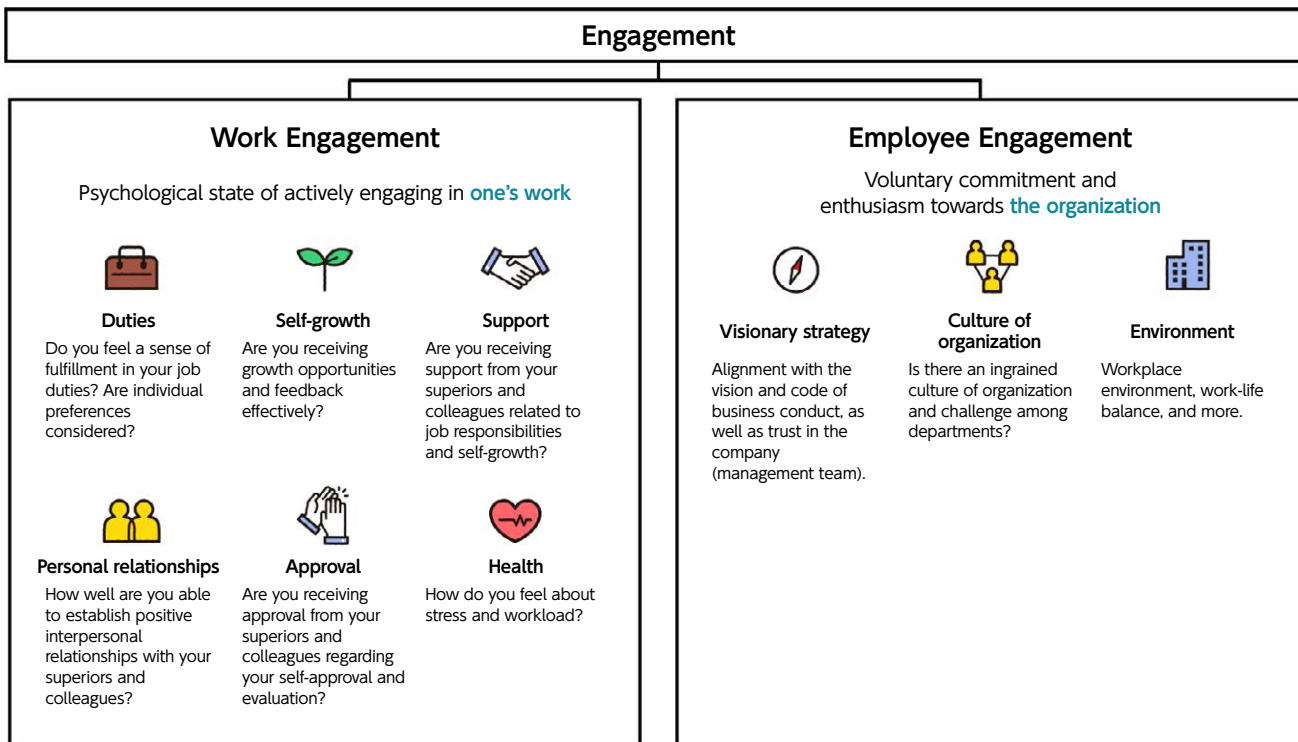 Engagement
Work Engagement
Psychological state of actively engaging in one's work
Duties
Do you feel a sense of
fulfillment in your job
duties? Are individual
preferences
considered?
Self-growth
Are you receiving
growth opportunities
and feedback
effectively?
Support
Are you receiving
support from your
superiors and
colleagues related to
job responsibilities
and self-growth?
Personal relationships
How well are you able
to establish positive
interpersonal
relationships with your
superiors and
colleagues?
Approval
Are you receiving
approval from your
superiors and
colleagues regarding
your self-approval and
evaluation?
Health
How do you feel about
stress and workload?
Employee Engagement
Voluntary commitment and
enthusiasm towards the organization
Visionary strategy
Alignment with the
vision and code of
business conduct, as
well as trust in the
company
(management team).
Culture of
organization
Is there an ingrained
culture of organization
and challenge among
departments?
Environment
Workplace
environment, work-life
balance, and more.